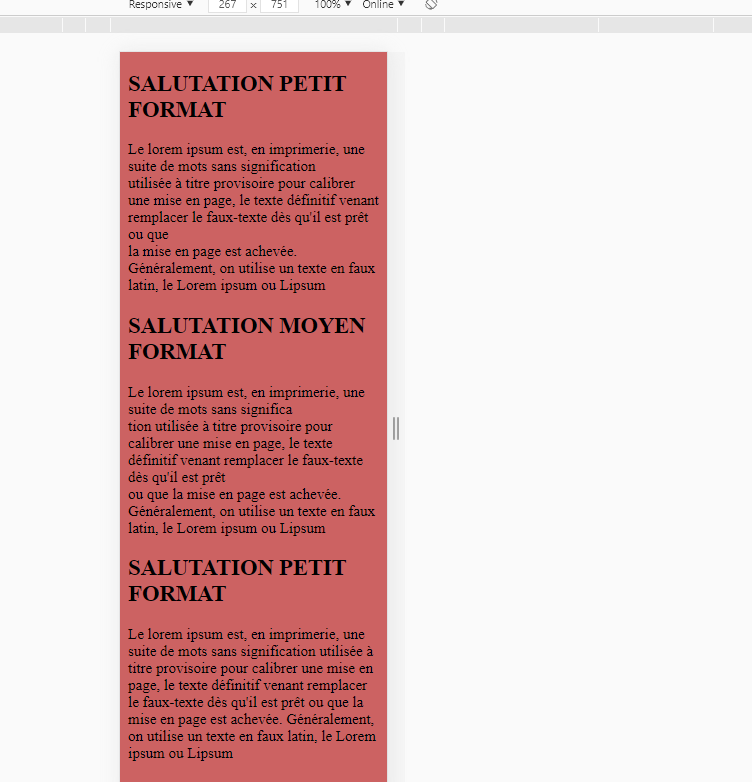 Responsive ▼ 267 x 751 100% ▼ Online ▼
SALUTATION PETIT
FORMAT
Le lorem ipsum est, en imprimerie, une
suite de mots sans signification
utilisée à titre provisoire pour calibrer
une mise en page, le texte définitif venant
remplacer le faux-texte dès qu'il est prêt
ou que
la mise en page est achevée.
Généralement, on utilise un texte en faux
latin, le Lorem ipsum ou Lipsum
SALUTATION MOYEN
FORMAT
Le lorem ipsum est, en imprimerie, une
suite de mots sans significa
tion utilisée à titre provisoire pour
calibrer une mise en page, le texte
définitif venant remplacer le faux-texte
dès qu'il est prêt
ou que la mise en page est achevée.
Généralement, on utilise un texte en faux
latin, le Lorem ipsum ou Lipsum
SALUTATION PETIT
FORMAT
Le lorem ipsum est, en imprimerie, une
suite de mots sans signification utilisée à
titre provisoire pour calibrer une mise en
page, le texte définitif venant remplacer
le faux-texte dès qu'il est prêt ou que la
mise en page est achevée. Généralement,
on utilise un texte en faux latin, le Lorem
ipsum ou Lipsum